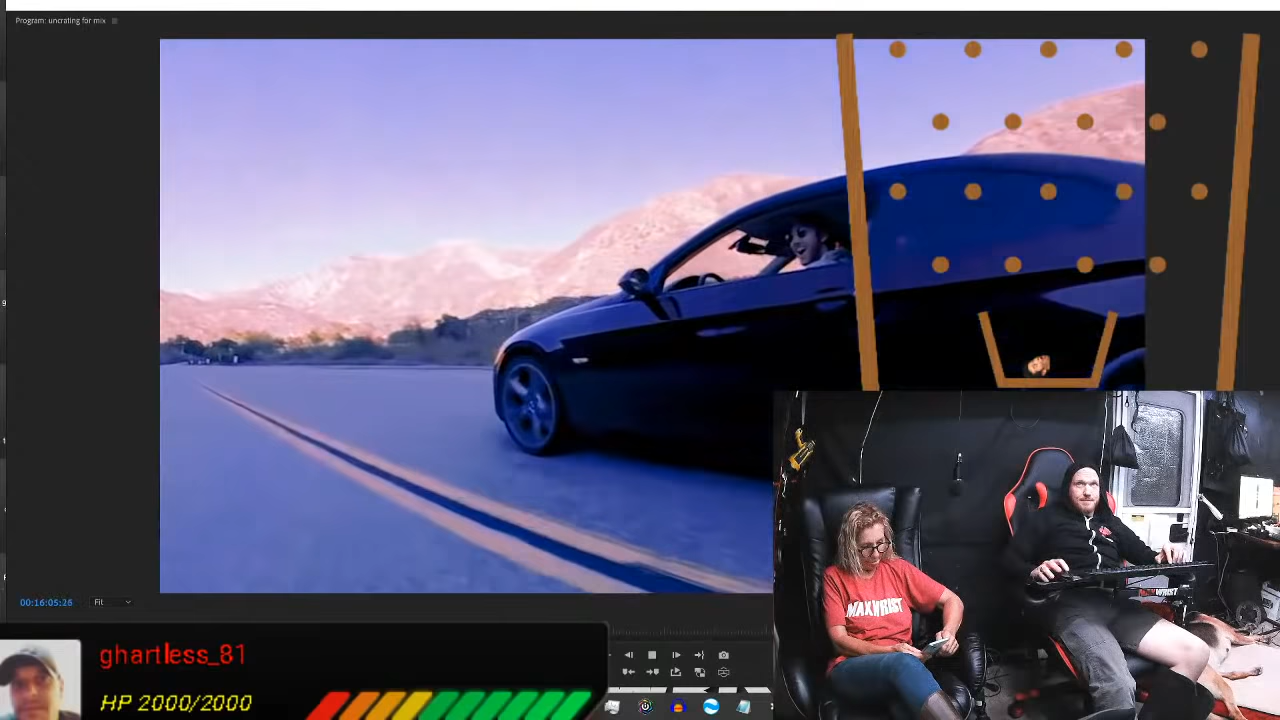 Program: uncrating for mix
00:16:05:26
Fit
ghartless_81
HP 2000/2000
MAXWRIST